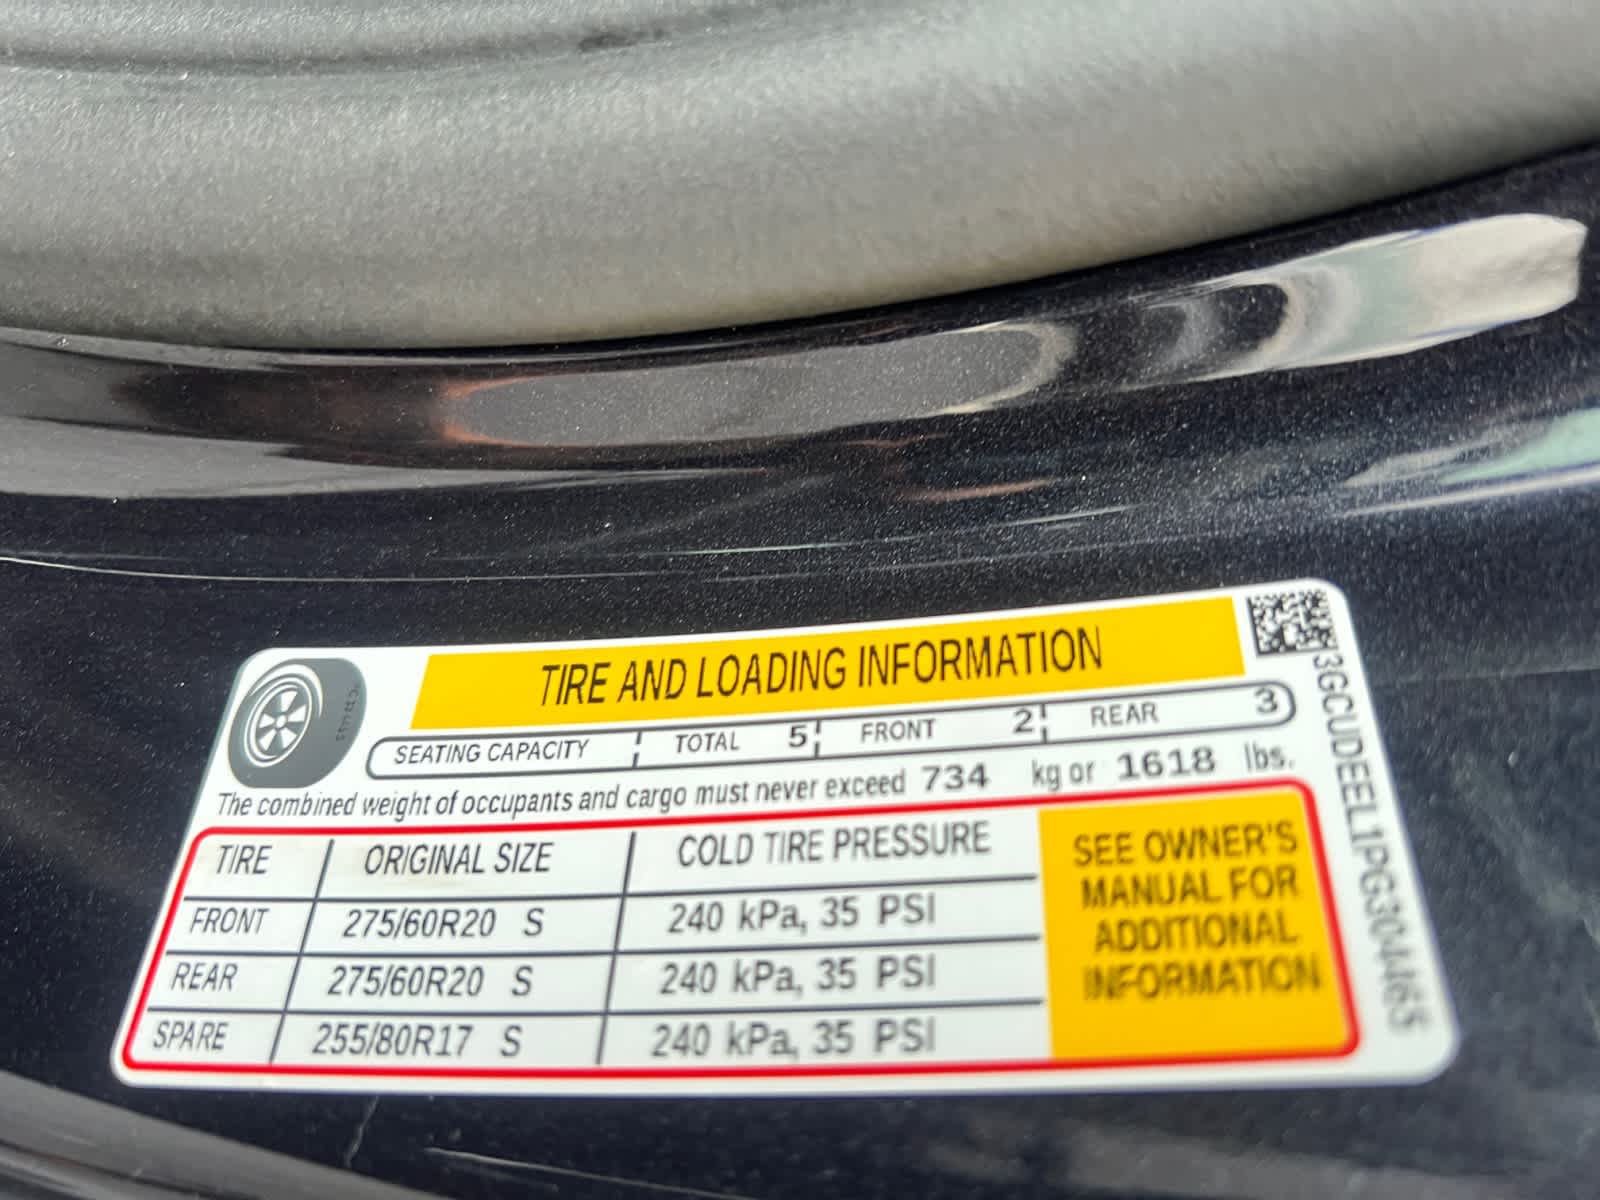 TIRE AND LOADING INFORMATION
SEATING CAPACITY TOTAL 5 FRONT 2 REAR 3
The combined weight of occupants and cargo must never exceed 734 kg or 1618 lbs.
TIRE ORIGINAL SIZE COLD TIRE PRESSURE
FRONT 275/60R20 S 240 kPa, 35 PSI
REAR 275/60R20 S 240 kPa, 35 PSI
SPARE 255/80R17 S 240 kPa, 35 PSI
SEE OWNER'S
MANUAL FOR
ADDITIONAL
INFORMATION
3GCUDEEL1PG304465